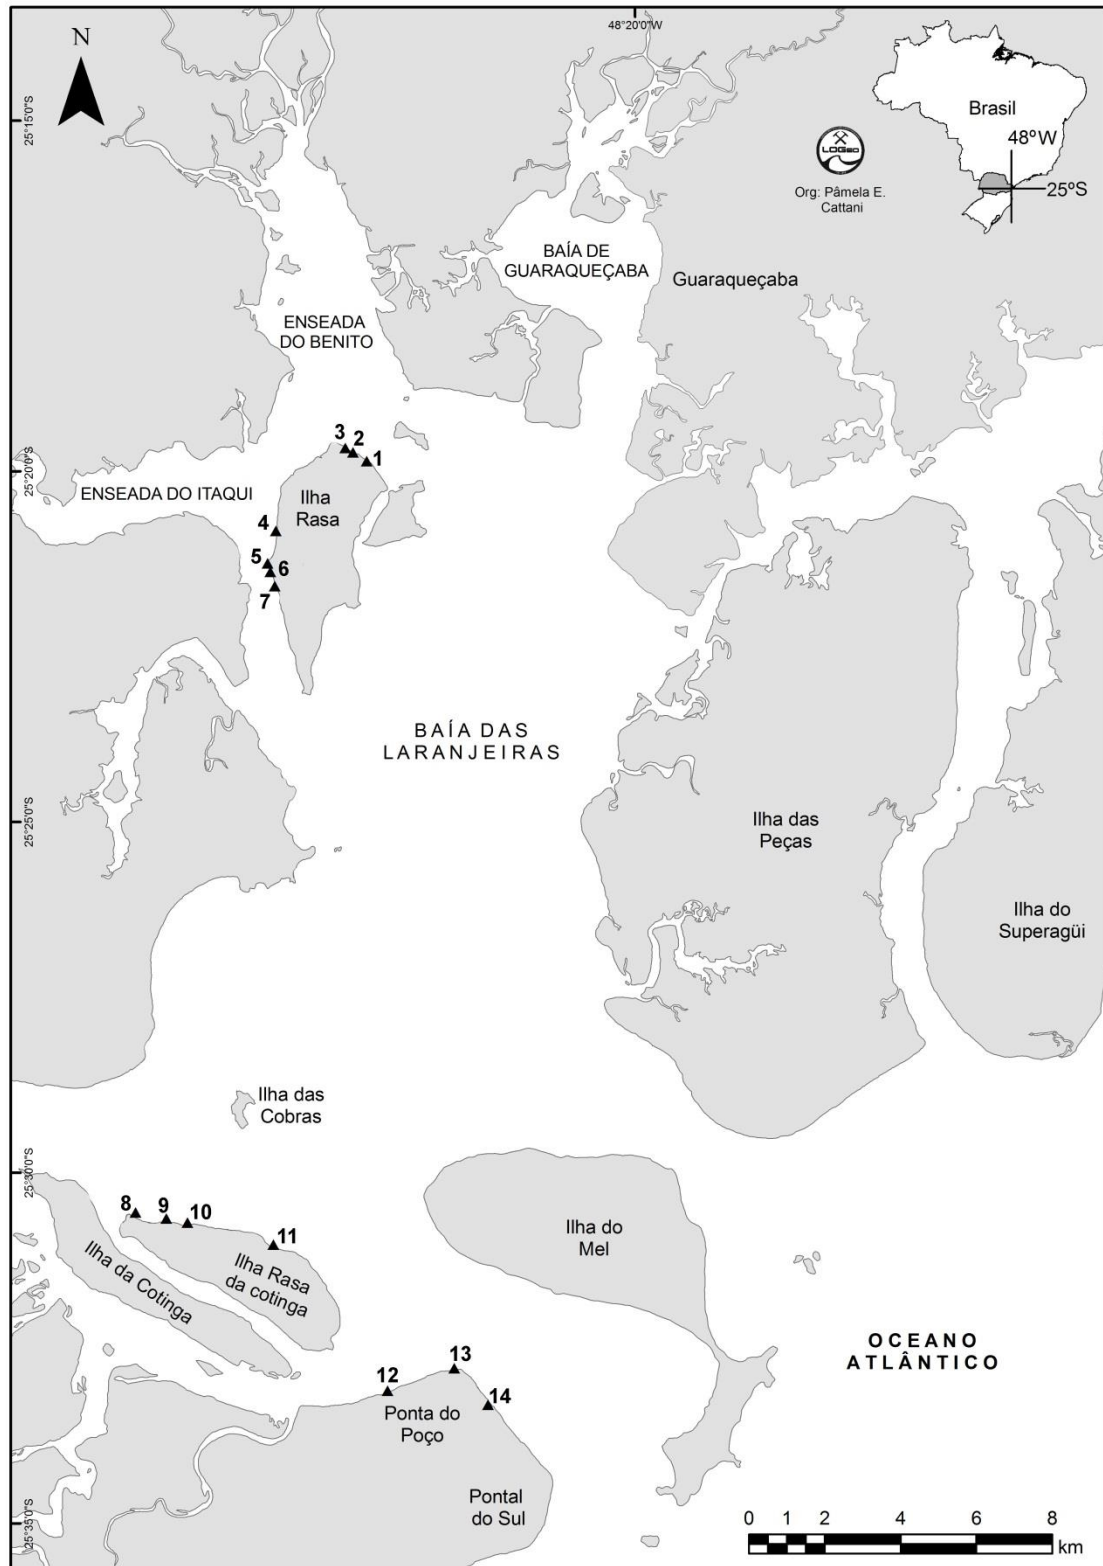 48°20'0"W
N
25°15'0"S
Brasil
48°W
25°S
LOGeo
Org: Pâmela E.
Cattani
BAÍA DE
GUARAQUEÇABA
Guaraqueçaba
ENSEADA
DO BENITO
3
2
1
25°20'0"S
ENSEADA DO ITAQUI
Ilha
Rasa
4
5
6
7
BAÍA DAS
LARANJEIRAS
25°25'0"S
Ilha das
Peças
Ilha do
Superagüi
Ilha das
Cobras
25°30'0"S
8
9
10
11
Ilha da Cotinga
Ilha Rasa
da cotinga
Ilha do
Mel
OCEANO
ATLÂNTICO
12
13
14
Ponta do
Poço
Pontal
do Sul
25°35'0"S
0 1 2 4 6 8
km